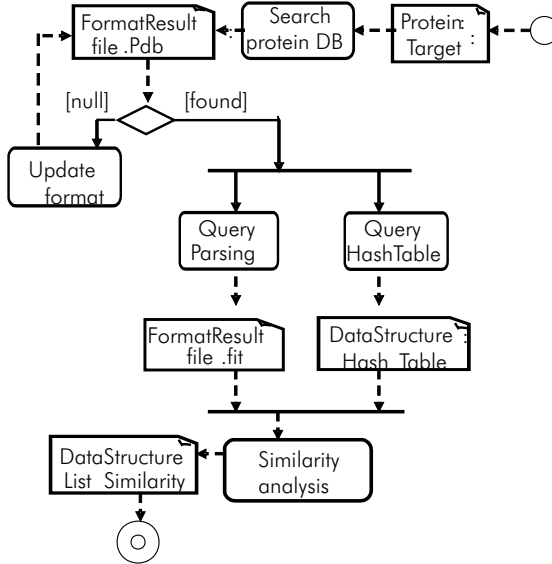 FormatResult
file .Pdb
Search
protein DB
Protein:
Target :
[null]
[found]
Update
format
Query
Parsing
Query
HashTable
FormatResult
file .fit
DataStructure :
Hash Table
DataStructure
List Similarity
Similarity
analysis